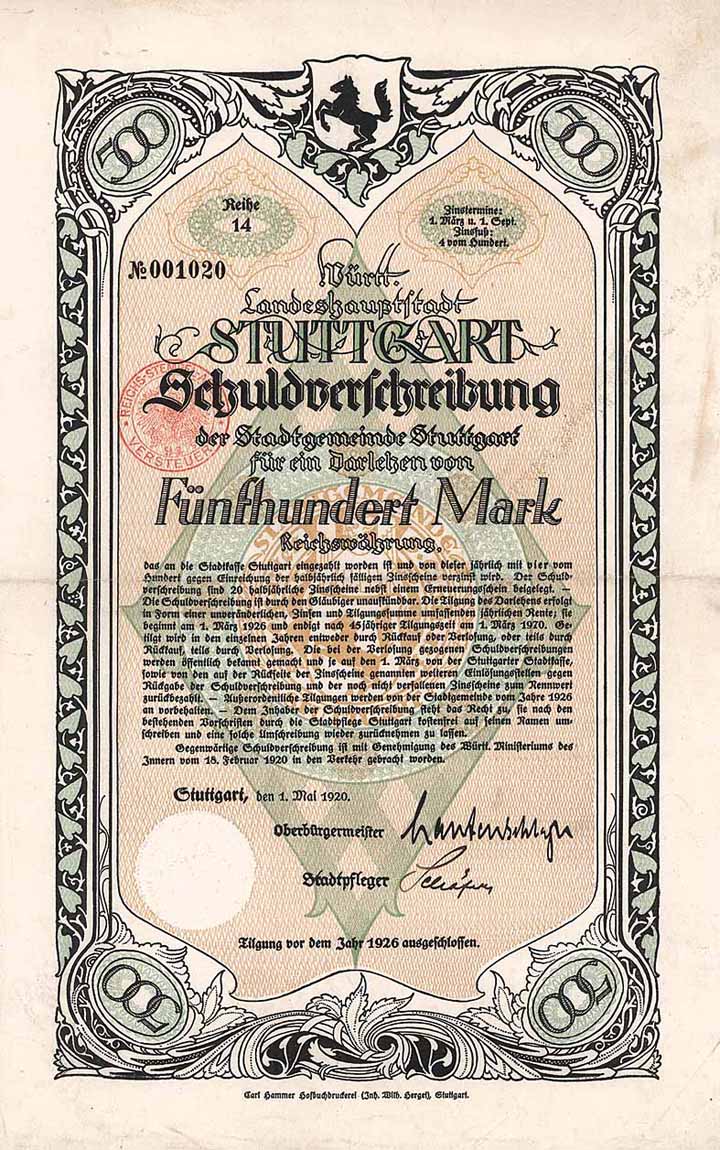 500
500
Reihe
14
Zinstermine:
1. März u. 1. Sept.
Zinsfuß:
4 vom Hundert.
№ 001020
Württ.
Landeshauptstadt
STUTTGART
Schuldverschreibung
der Stadtgemeinde Stuttgart
für ein Darlehen von
Fünfhundert Mark
Reichswährung,
das an die Stadtkasse Stuttgart eingezahlt worden ist und von dieser jährlich mit vier vom
Hundert gegen Einreichung der halbjährlich fälligen Zinsscheine verzinst wird. Der Schuld-
verschreibung sind 20 halbjährliche Zinsscheine nebst einem Erneuerungsschein beigelegt. —
Die Schuldverschreibung ist durch den Gläubiger unaufkündbar. Die Tilgung des Darlehens erfolgt
in Form einer unveränderlichen, Zinsen und Tilgungssumme umfassenden jährlichen Rente; sie
beginnt am 1. März 1926 und endigt nach 45jähriger Tilgungszeit am 1. März 1970. Ge-
tilgt wird in den einzelnen Jahren entweder durch Rückkauf oder Verlosung, oder teils durch
Rückkauf, teils durch Verlosung. Die bei der Verlosung gezogenen Schuldverschreibungen
werden öffentlich bekannt gemacht und je auf den 1. März von der Stuttgarter Stadtkasse,
sowie von den auf der Rückseite der Zinsscheine genannten weiteren Einlösungsstellen gegen
Rückgabe der Schuldverschreibung und der noch nicht verfallenen Zinsscheine zum Nennwert
zurückbezahlt. — Außerordentliche Tilgungen werden von der Stadtgemeinde vom Jahre 1926
an vorbehalten. — Dem Inhaber der Schuldverschreibung steht das Recht zu, sie nach den
bestehenden Vorschriften durch die Stadtpflege Stuttgart kostenfrei auf seinen Namen um-
schreiben und eine solche Umschreibung wieder zurücknehmen zu lassen.
Gegenwärtige Schuldverschreibung ist mit Genehmigung des Württ. Ministeriums des
Innern vom 18. Februar 1920 in den Verkehr gebracht worden.
Stuttgart, den 1. Mai 1920.
Oberbürgermeister Lautenschlager
Stadtpfleger
Tilgung vor dem Jahr 1926 ausgeschlossen.
500
500
Carl Hammer Hofbuchdruckerei (Inh. Wilh. Herget), Stuttgart.